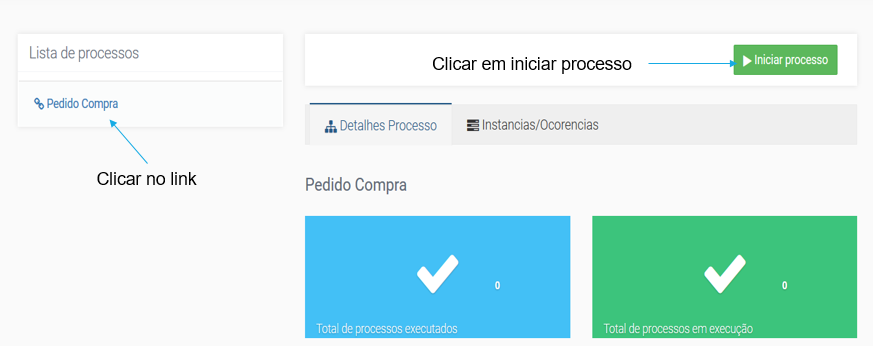 Lista de processos
Pedido Compra
Clicar no link
Clicar em iniciar processo
Iniciar processo
Detalhes Processo
Instancias/Ocorencias
Pedido Compra
0
Total de processos executados
0
Total de processos em execução